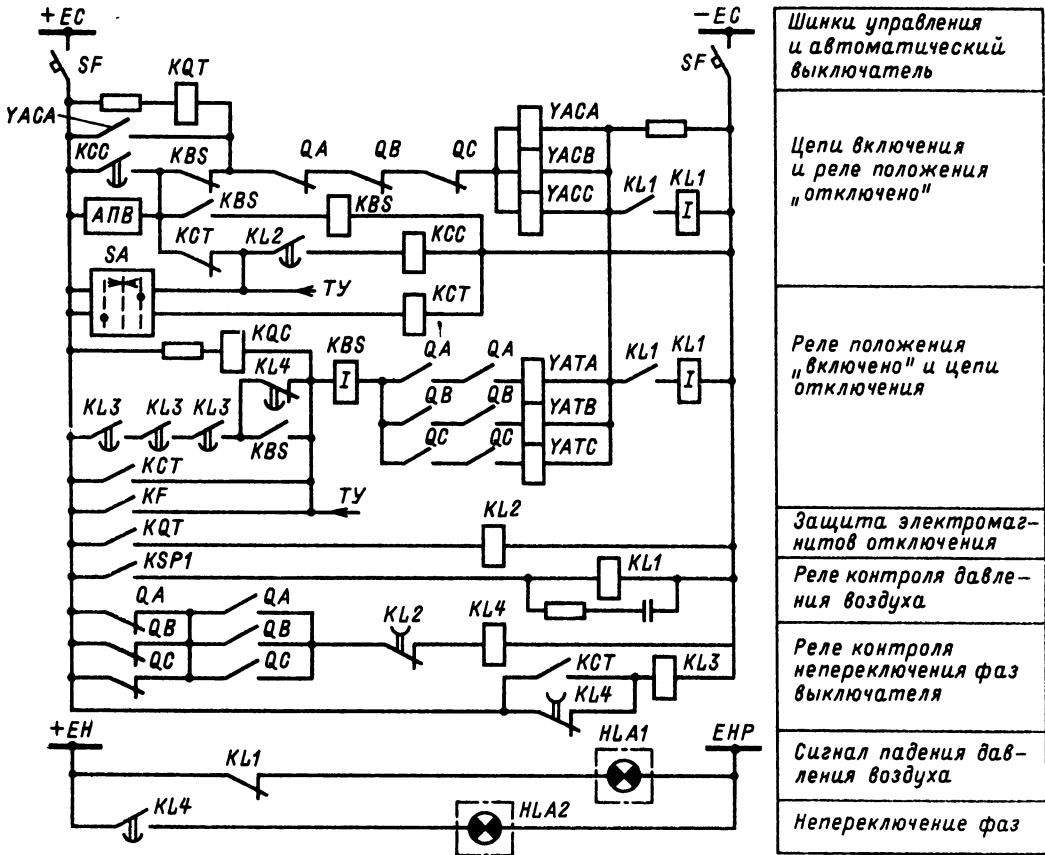 +EC
−EC
SF
SF
Шинки управления
и автоматический
выключатель
KQT
YACA
YACA
KCC
KBS
QA
QB
QC
YACB
YACC
KL1
KL1
I
АПВ
KBS
KBS
KCT
KL2
KCC
SA
ТУ
KCT
Цепи включения
и реле положения
„отключено"
KQC
KL4
KBS
I
QA
QA
YATA
KL1
KL1
I
QB
QB
YATB
KL3
KL3
KL3
KBS
QC
QC
YATC
KCT
KF
ТУ
Реле положения
„включено" и цепи
отключения
KQT
KL2
Защита электромаг-
нитов отключения
KSP1
KL1
Реле контроля давле-
ния воздуха
QA
QA
QB
QB
KL2
KL4
QC
QC
KCT
KL3
KL4
Реле контроля
непереключения фаз
выключателя
+EH
EHP
KL1
HLA1
Сигнал падения дав-
ления воздуха
KL4
HLA2
Непереключение фаз